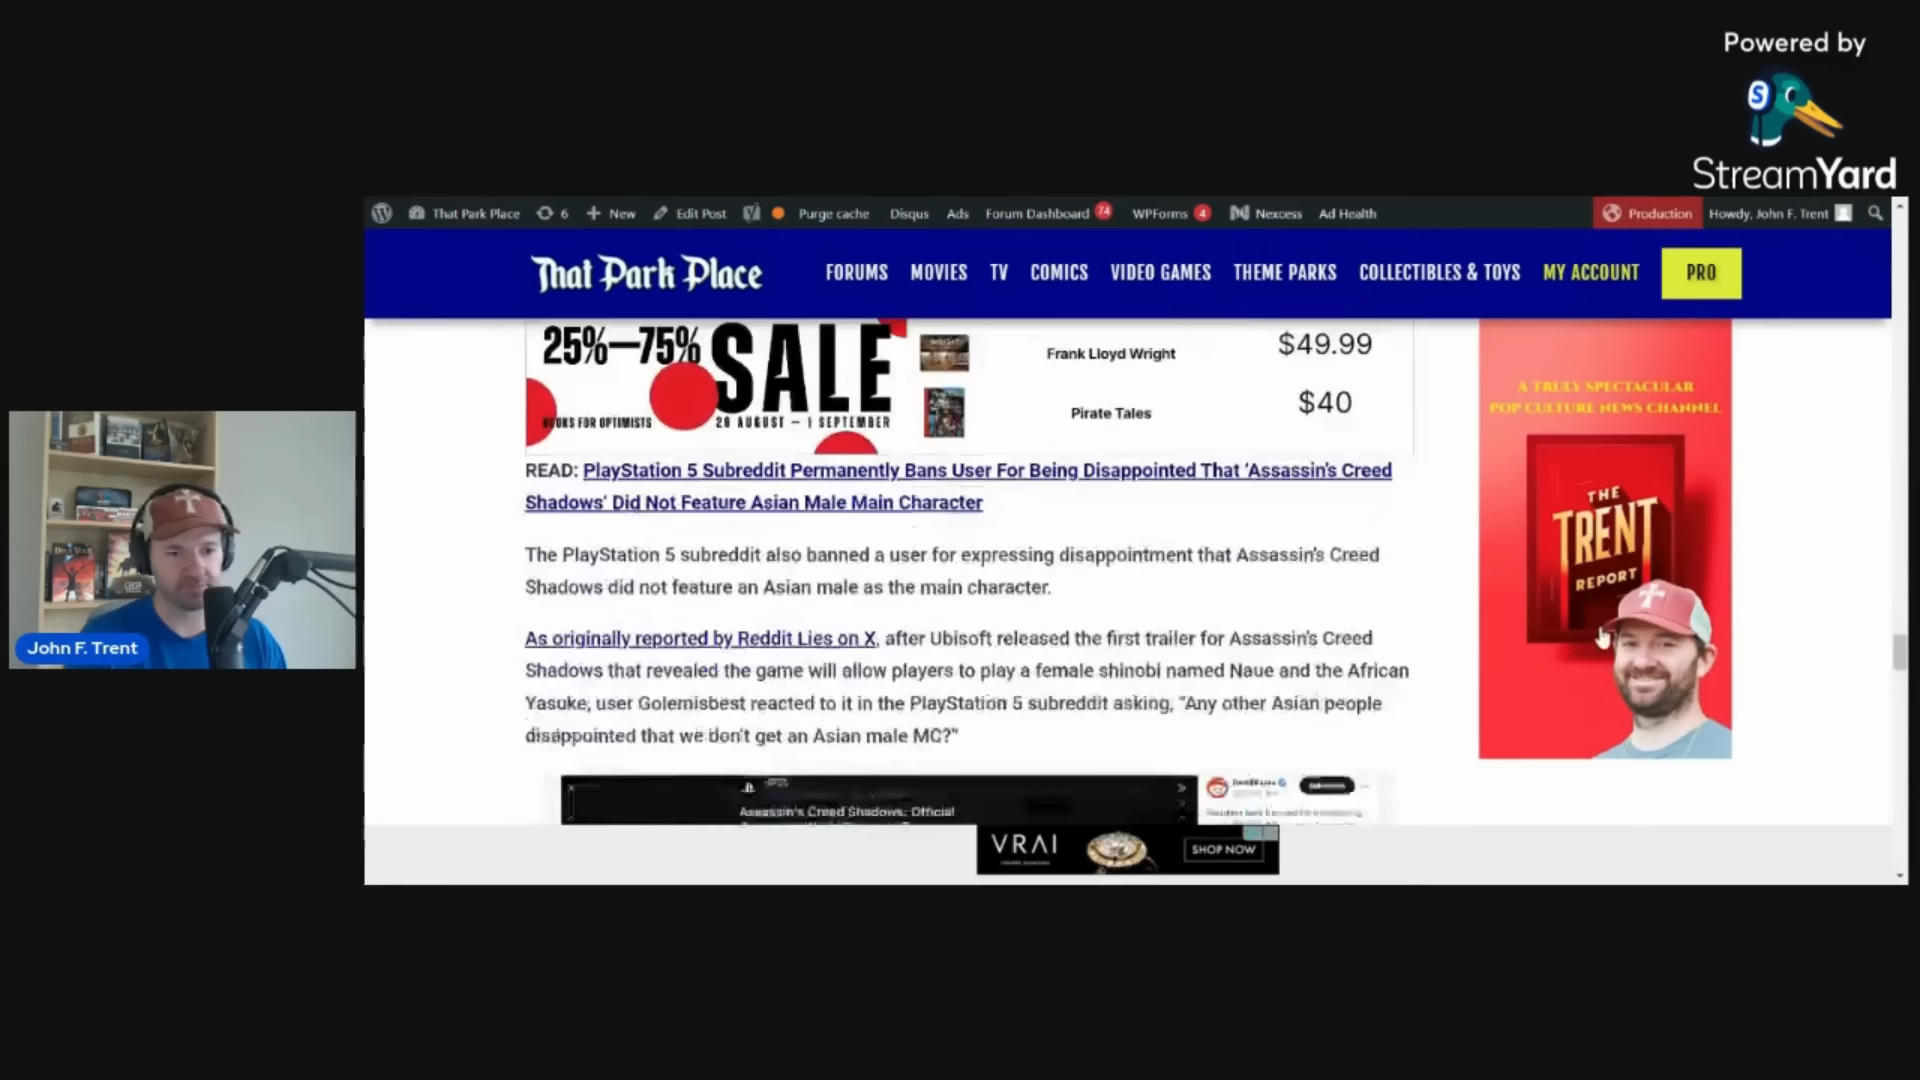 Powered by
StreamYard
That Park Place 6 New Edit Post Purge cache Disqus Ads Forum Dashboard 74 WPForms 4 Nexcess Ad Health Production Howdy, John F. Trent
That Park Place FORUMS MOVIES TV COMICS VIDEO GAMES THEME PARKS COLLECTIBLES & TOYS MY ACCOUNT PRO
25%—75% SALE
BOOKS FOR OPTIMISTS 28 AUGUST – 1 SEPTEMBER
Frank Lloyd Wright $49.99
Pirate Tales $40
READ: PlayStation 5 Subreddit Permanently Bans User For Being Disappointed That ‘Assassin’s Creed
Shadows’ Did Not Feature Asian Male Main Character
The PlayStation 5 subreddit also banned a user for expressing disappointment that Assassin’s Creed
Shadows did not feature an Asian male as the main character.
As originally reported by Reddit Lies on X, after Ubisoft released the first trailer for Assassin’s Creed
Shadows that revealed the game will allow players to play a female shinobi named Naue and the African
Yasuke, user Golemisbest reacted to it in the PlayStation 5 subreddit asking, “Any other Asian people
disappointed that we don’t get an Asian male MC?”
Assassin's Creed Shadows: Official
A TRULY SPECTACULAR
POP CULTURE NEWS CHANNEL
THE
TRENT
REPORT
VRAI
SHOP NOW
John F. Trent